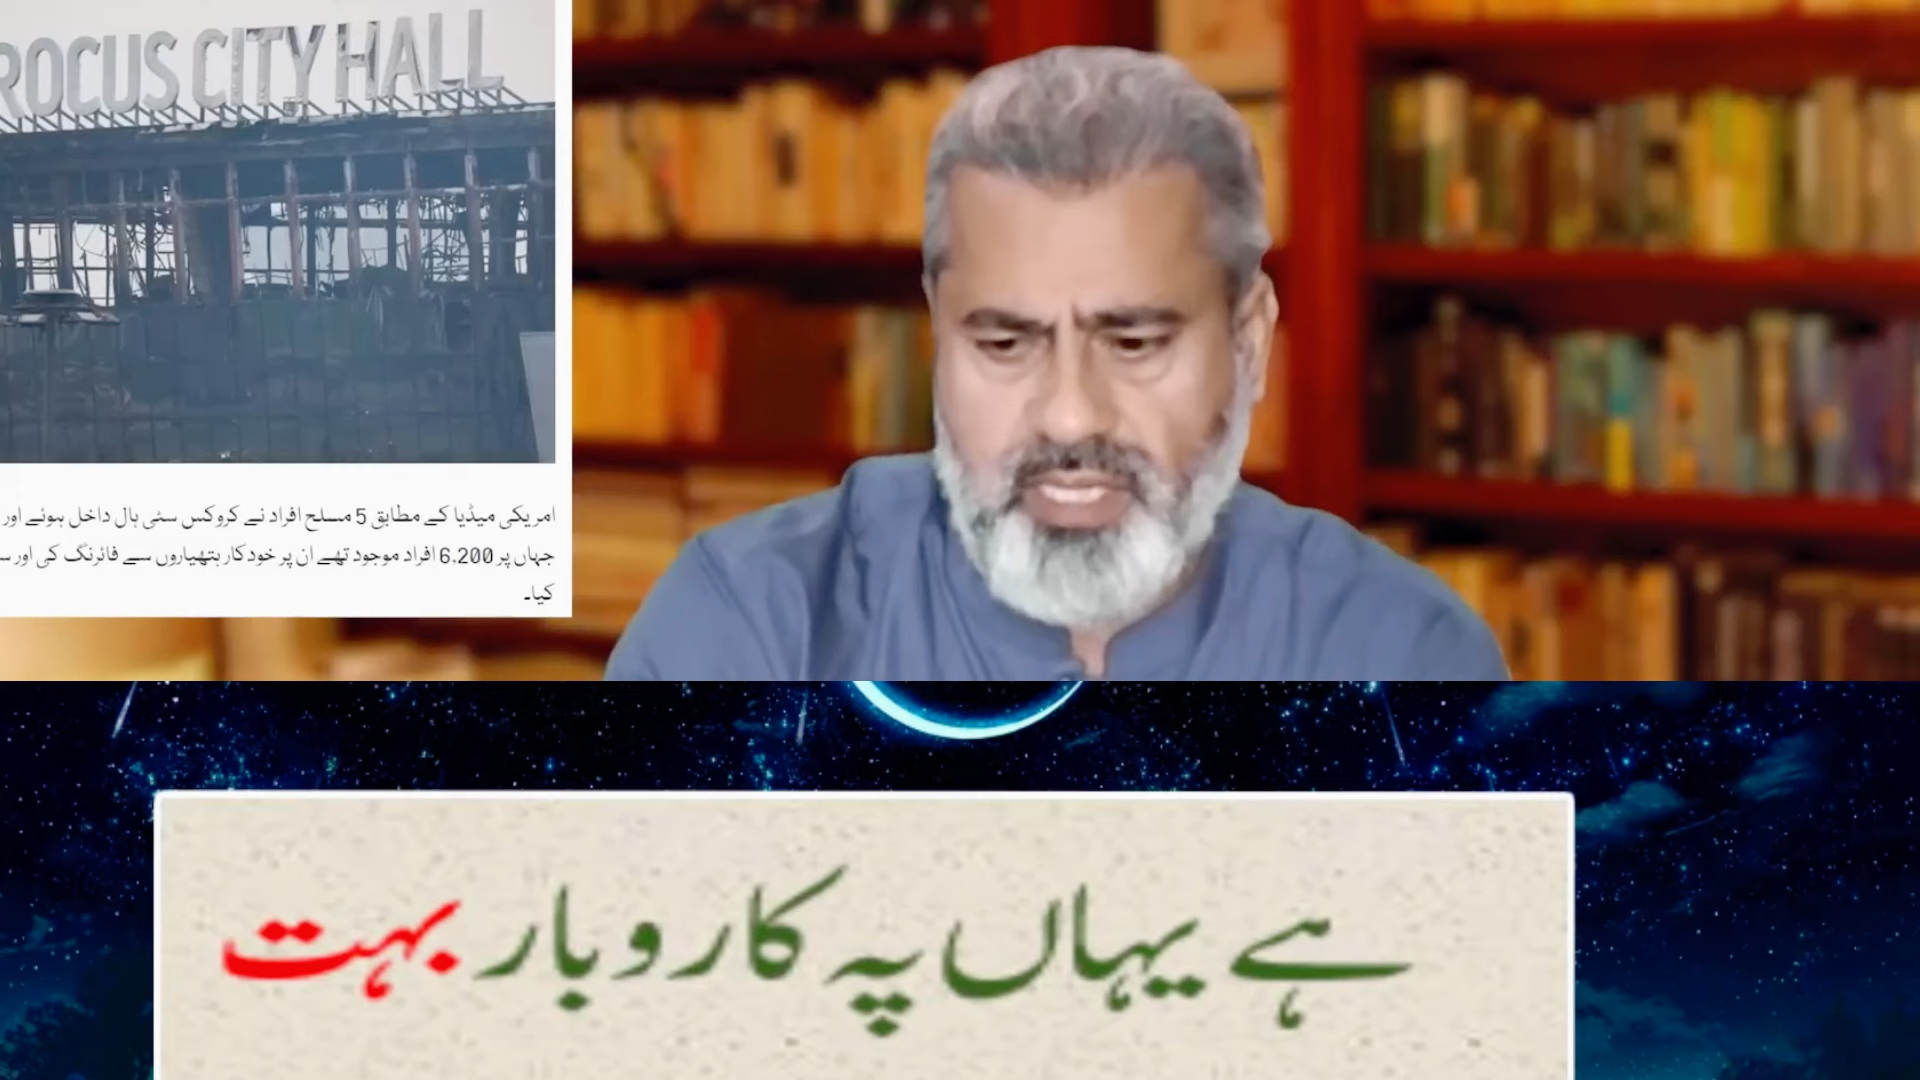 ROCUS CITY HALL
امریکی میڈیا کے مطابق 5 مسلح افراد نے کروکس سٹی ہال داخل ہوئے اور
جہاں پر 6,200 افراد موجود تھے ان پر خودکار ہتھیاروں سے فائرنگ کی اور
کیا۔
ہے یہاں پہ کاروبار بہت